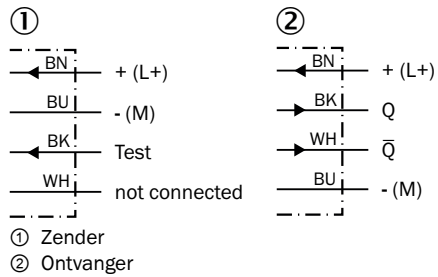 ①
BN + (L+)
BU - (M)
BK Test
WH not connected
②
BN + (L+)
BK Q
WH Q̅
BU - (M)
① Zender
② Ontvanger